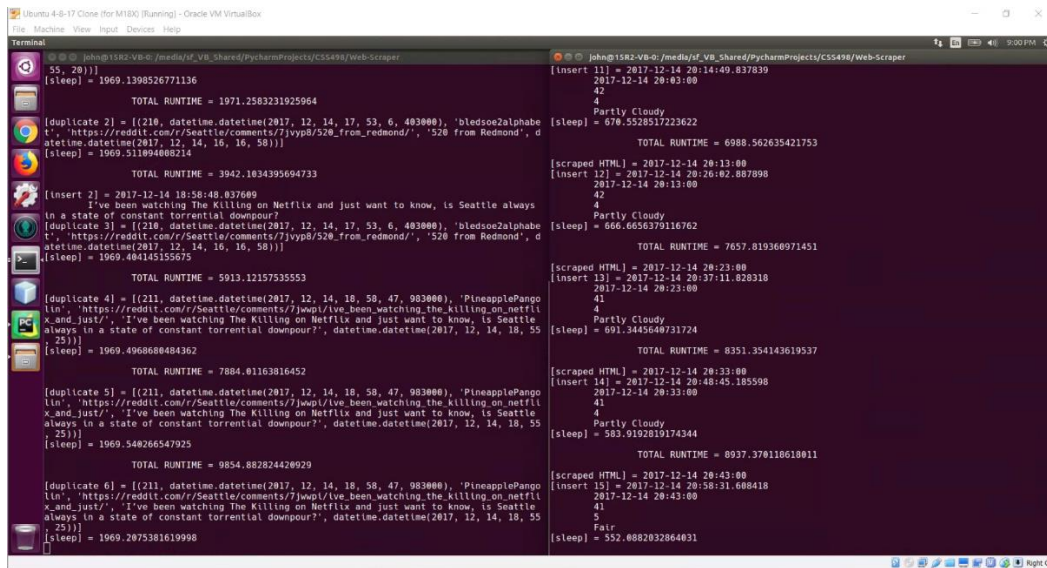 Ubuntu 4-8-17 Clone (for M18X) [Running] - Oracle VM VirtualBox
File Machine View Input Devices Help
Terminal
En
9:00 PM
john@15R2-VB-0: /media/sf_VB_Shared/PycharmProjects/CSS498/Web-Scraper
55, 20))]
[sleep] = 1969.1398526771136
TOTAL RUNTIME = 1971.2583231925964
[duplicate 2] = [(210, datetime.datetime(2017, 12, 14, 17, 53, 6, 403000), 'bledsoe2alphabe
t', 'https://reddit.com/r/Seattle/comments/7jvyp8/520_from_redmond/', '520 from Redmond', d
atetime.datetime(2017, 12, 14, 16, 16, 58))]
[sleep] = 1969.511094008214
TOTAL RUNTIME = 3942.1034395694733
[insert 2] = 2017-12-14 18:58:48.037609
I've been watching The Killing on Netflix and just want to know, is Seattle always
in a state of constant torrential downpour?
[duplicate 3] = [(210, datetime.datetime(2017, 12, 14, 17, 53, 6, 403000), 'bledsoe2alphabe
t', 'https://reddit.com/r/Seattle/comments/7jvyp8/520_from_redmond/', '520 from Redmond', d
atetime.datetime(2017, 12, 14, 16, 16, 58))]
[sleep] = 1969.404145155675
TOTAL RUNTIME = 5913.12157535553
[duplicate 4] = [(211, datetime.datetime(2017, 12, 14, 18, 58, 47, 983000), 'PineapplePango
lin', 'https://reddit.com/r/Seattle/comments/7jwwpi/ive_been_watching_the_killing_on_netfli
x_and_just/', 'I've been watching The Killing on Netflix and just want to know, is Seattle
always in a state of constant torrential downpour?', datetime.datetime(2017, 12, 14, 18, 55
, 25))]
[sleep] = 1969.4968680484362
TOTAL RUNTIME = 7884.01163816452
[duplicate 5] = [(211, datetime.datetime(2017, 12, 14, 18, 58, 47, 983000), 'PineapplePango
lin', 'https://reddit.com/r/Seattle/comments/7jwwpi/ive_been_watching_the_killing_on_netfli
x_and_just/', 'I've been watching The Killing on Netflix and just want to know, is Seattle
always in a state of constant torrential downpour?', datetime.datetime(2017, 12, 14, 18, 55
, 25))]
[sleep] = 1969.540266547925
TOTAL RUNTIME = 9854.882824420929
[duplicate 6] = [(211, datetime.datetime(2017, 12, 14, 18, 58, 47, 983000), 'PineapplePango
lin', 'https://reddit.com/r/Seattle/comments/7jwwpi/ive_been_watching_the_killing_on_netfli
x_and_just/', 'I've been watching The Killing on Netflix and just want to know, is Seattle
always in a state of constant torrential downpour?', datetime.datetime(2017, 12, 14, 18, 55
, 25))]
[sleep] = 1969.2075381619998
john@15R2-VB-0: /media/sf_VB_Shared/PycharmProjects/CSS498/Web-Scraper
[insert 11] = 2017-12-14 20:14:49.837839
2017-12-14 20:03:00
42
4
Partly Cloudy
[sleep] = 670.5528517223622
TOTAL RUNTIME = 6988.562635421753
[scraped HTML] = 2017-12-14 20:13:00
[insert 12] = 2017-12-14 20:26:02.887898
2017-12-14 20:13:00
42
4
Partly Cloudy
[sleep] = 666.6656379116762
TOTAL RUNTIME = 7657.819360971451
[scraped HTML] = 2017-12-14 20:23:00
[insert 13] = 2017-12-14 20:37:11.820318
2017-12-14 20:23:00
41
4
Partly Cloudy
[sleep] = 691.3445640731724
TOTAL RUNTIME = 8351.354143619537
[scraped HTML] = 2017-12-14 20:33:00
[insert 14] = 2017-12-14 20:48:45.185598
2017-12-14 20:33:00
41
4
Partly Cloudy
[sleep] = 583.9192819174344
TOTAL RUNTIME = 8937.370118618011
[scraped HTML] = 2017-12-14 20:43:00
[insert 15] = 2017-12-14 20:58:31.608418
2017-12-14 20:43:00
41
5
Fair
[sleep] = 552.0882032864031
PC
Right